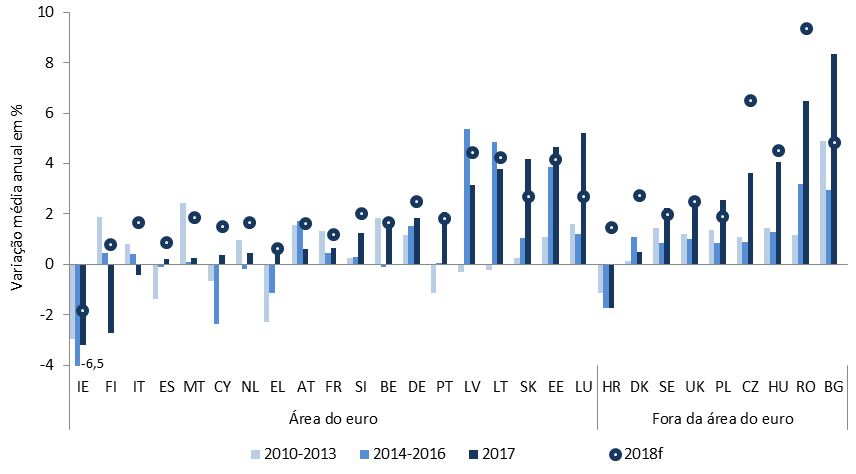 10
8
6
4
2
0
-2
-4
Variação média anual em %
-6,5
IE FI IT ES MT CY NL EL AT FR SI BE DE PT LV LT SK EE LU HR DK SE UK PL CZ HU RO BG
Área do euro Fora da área do euro
2010-2013 2014-2016 2017 2018f